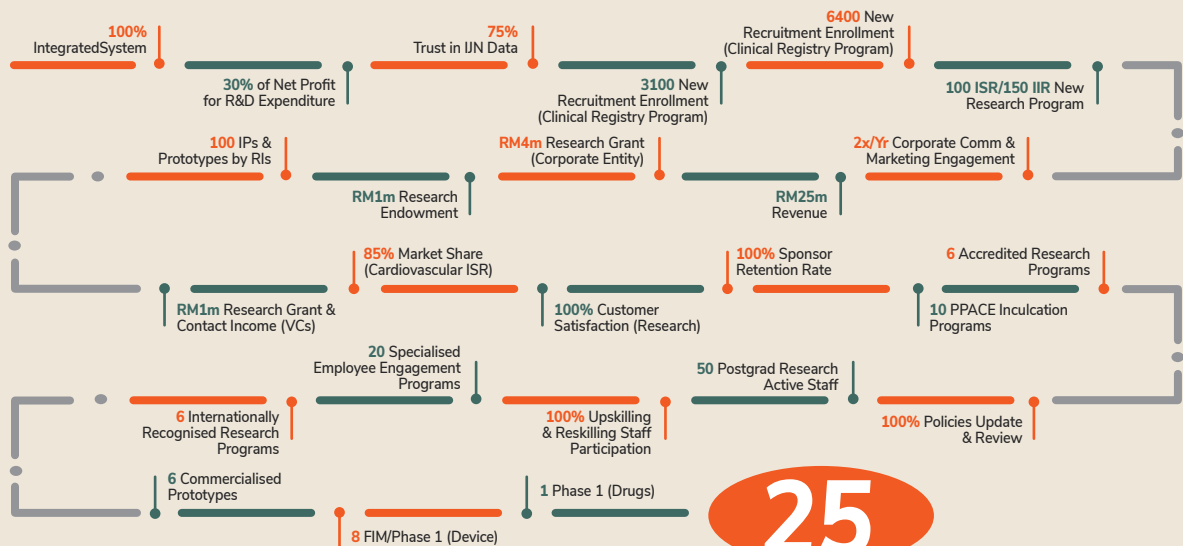 100%
IntegratedSystem
30% of Net Profit
for R&D Expenditure
75%
Trust in IJN Data
3100 New
Recruitment Enrollment
(Clinical Registry Program)
6400 New
Recruitment Enrollment
(Clinical Registry Program)
100 ISR/150 IIR New
Research Program
2x/Yr Corporate Comm &
Marketing Engagement
RM25m
Revenue
RM4m Research Grant
(Corporate Entity)
RM1m Research
Endowment
100 IPs &
Prototypes by RIs
RM1m Research Grant &
Contact Income (VCs)
85% Market Share
(Cardiovascular ISR)
100% Customer
Satisfaction (Research)
100% Sponsor
Retention Rate
10 PPACE Inculcation
Programs
6 Accredited Research
Programs
100% Policies Update
& Review
50 Postgrad Research
Active Staff
100% Upskilling
& Reskilling Staff
Participation
20 Specialised
Employee Engagement
Programs
6 Internationally
Recognised Research
Programs
6 Commercialised
Prototypes
8 FIM/Phase 1 (Device)
1 Phase 1 (Drugs)
25